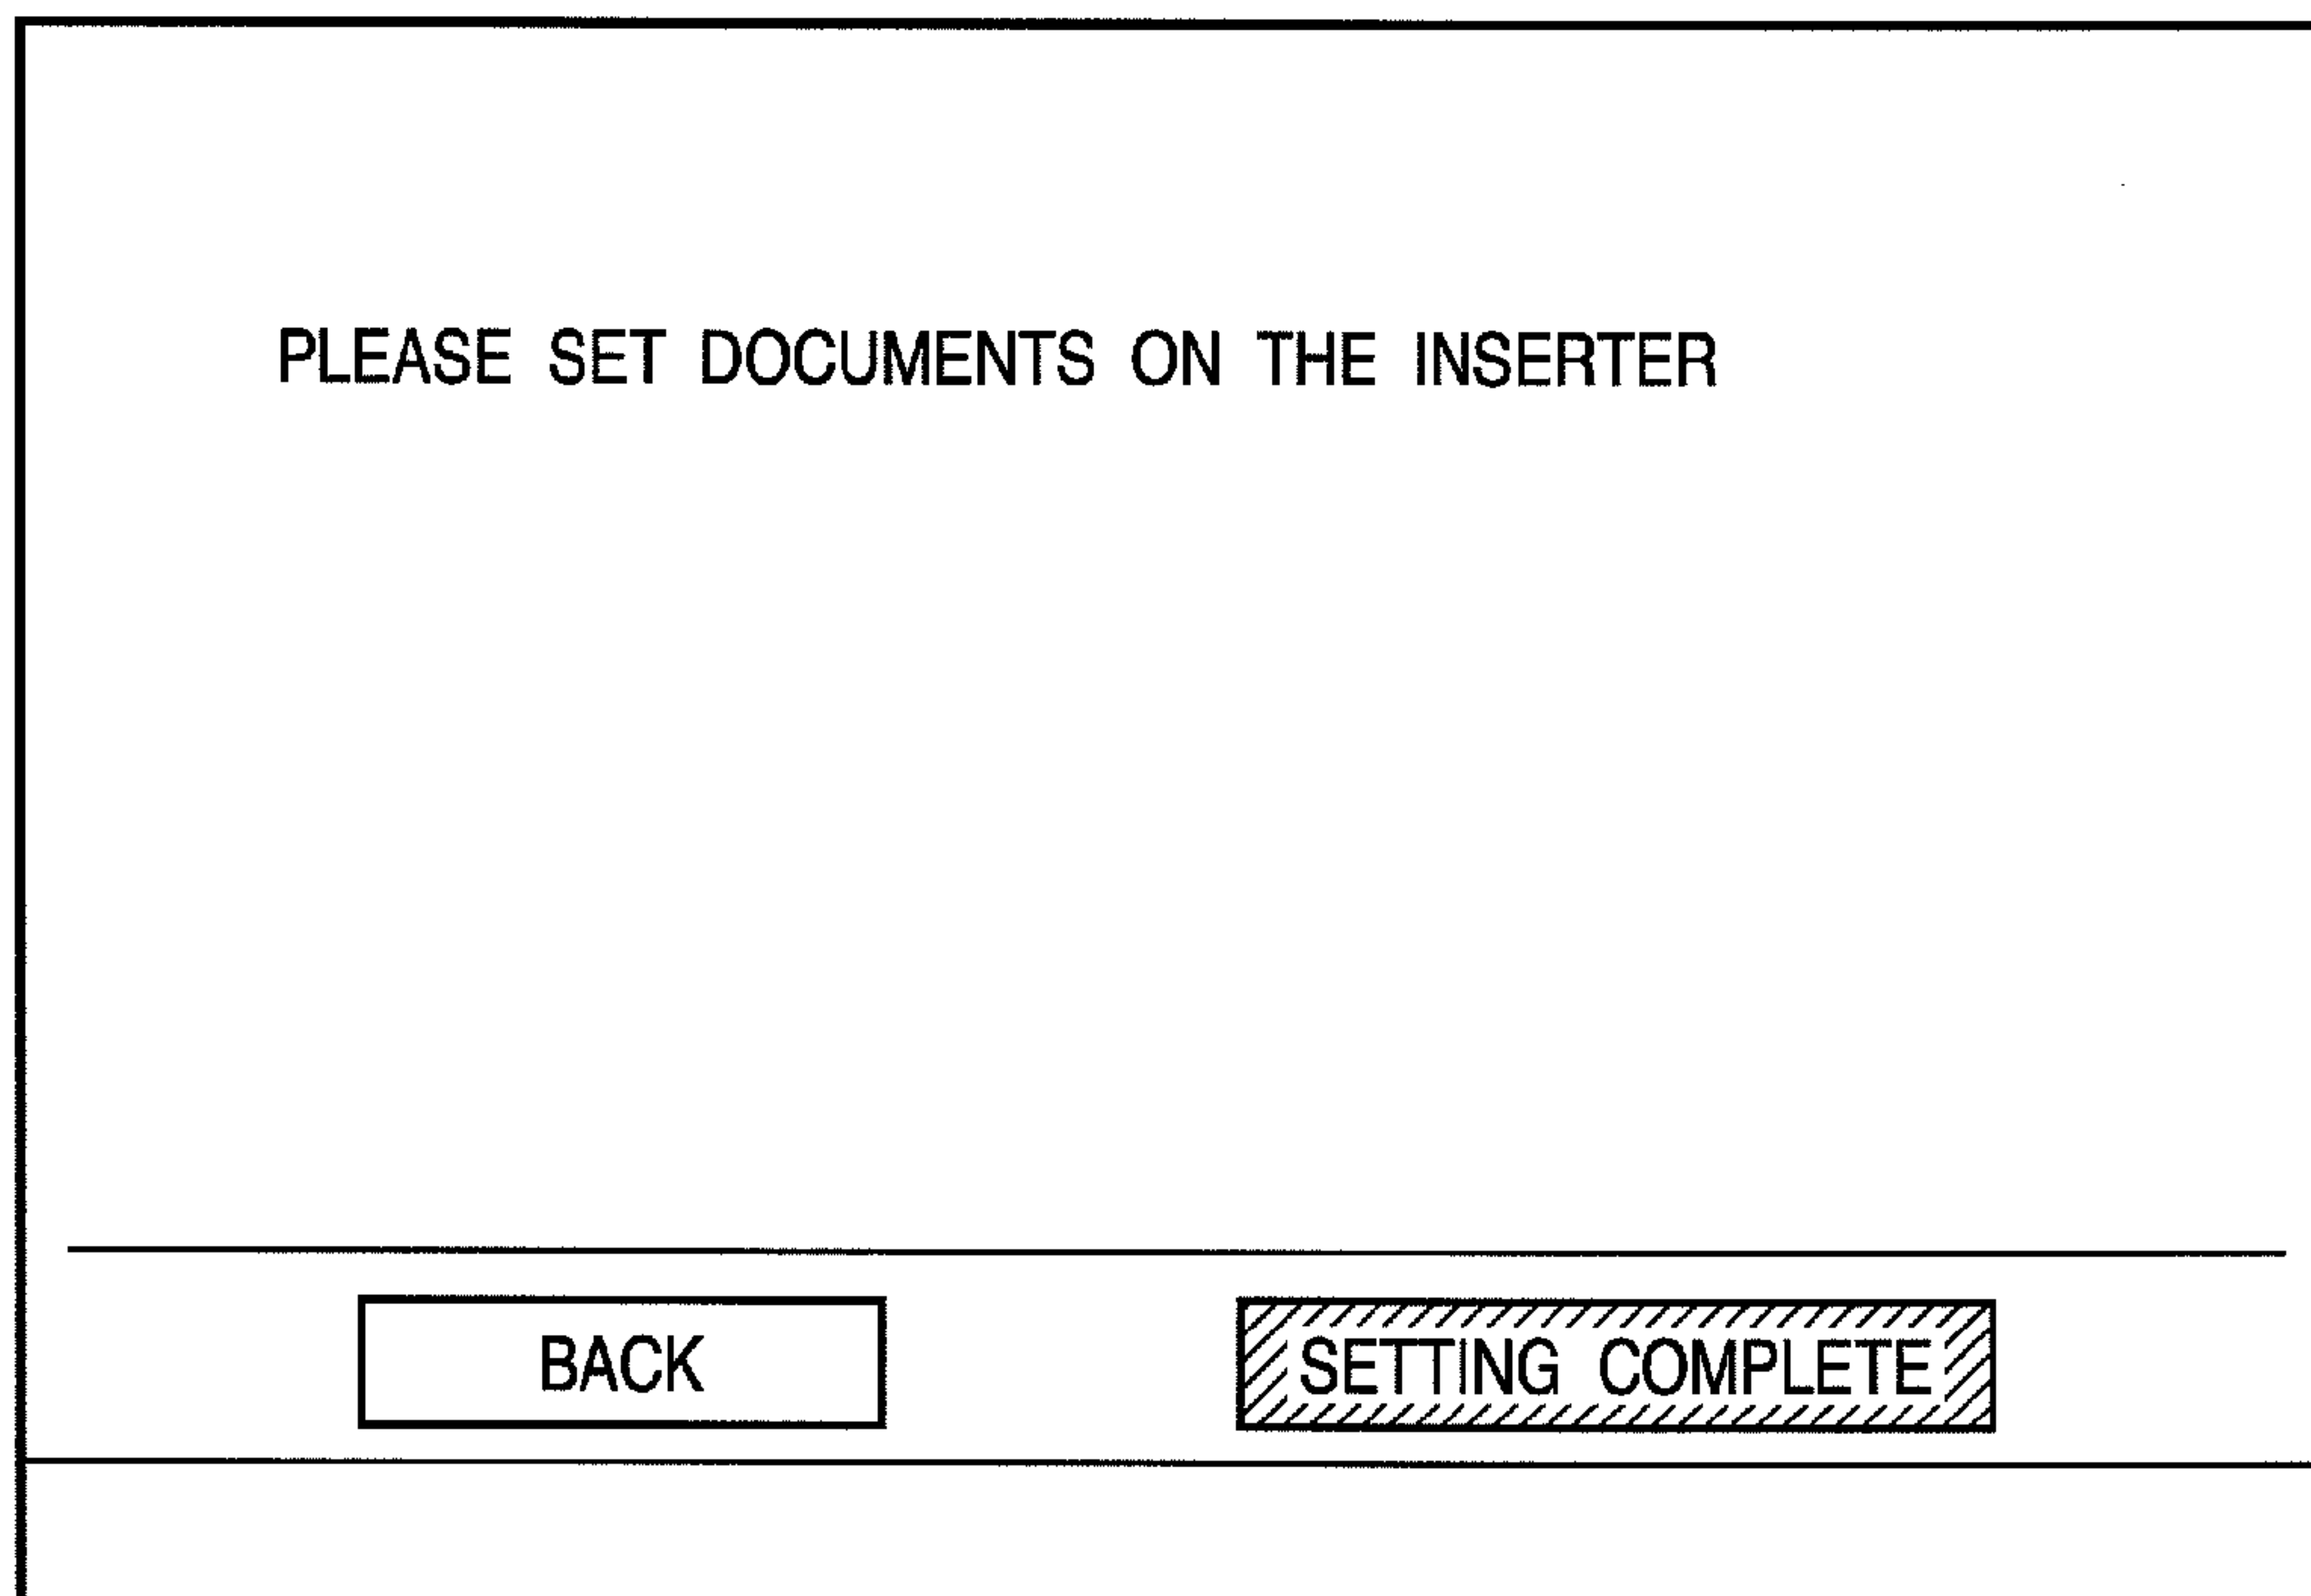 PLEASE SET DOCUMENTS ON THE INSERTER
BACK
SETTING COMPLETE